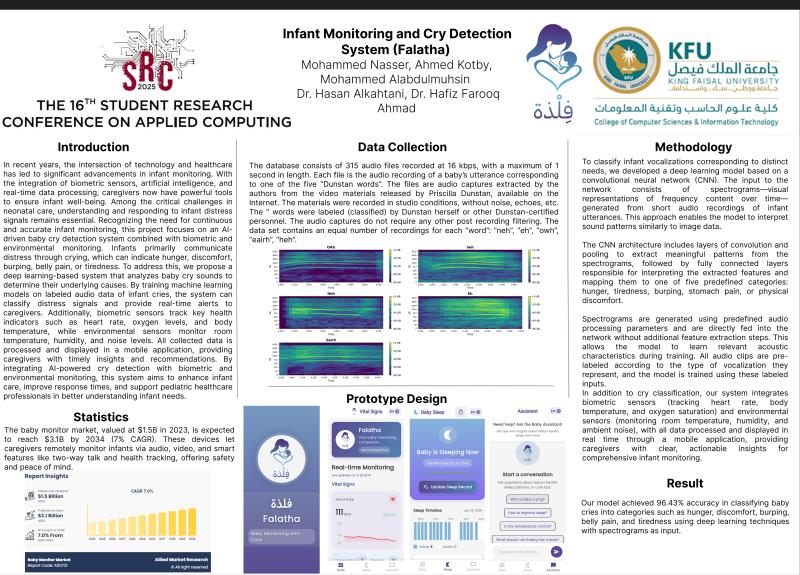 SRC
2025
THE 16TH STUDENT RESEARCH
CONFERENCE ON APPLIED COMPUTING
Infant Monitoring and Cry Detection
System (Falatha)
Mohammed Nasser, Ahmed Kotby,
Mohammed Alabdulmuhsin
Dr. Hasan Alkahtani, Dr. Hafiz Farooq
Ahmad
فلذة
KFU
جامعة الملك فيصل
KING FAISAL UNIVERSITY
كلية علوم الحاسب وتقنية المعلومات
College of Computer Sciences & Information Technology
Introduction
In recent years, the intersection of technology and healthcare
has led to significant advancements in infant monitoring. With
the integration of biometric sensors, artificial intelligence, and
real-time data processing, caregivers now have powerful tools
to ensure infant well-being. Among the critical challenges in
neonatal care, understanding and responding to infant distress
signals remains essential. Recognizing the need for continuous
and accurate infant monitoring, this project focuses on an AI-
driven baby cry detection system combined with biometric and
environmental monitoring. Infants primarily communicate
distress through crying, which can indicate hunger, discomfort,
burping, belly pain, or tiredness. To address this, we propose a
deep learning-based system that analyzes baby cry sounds to
determine their underlying causes. By training machine learning
models on labeled audio data of infant cries, the system can
classify distress signals and provide real-time alerts to
caregivers. Additionally, biometric sensors track key health
indicators such as heart rate, oxygen levels, and body
temperature, while environmental sensors monitor room
temperature, humidity, and noise levels. All collected data is
processed and displayed in a mobile application, providing
caregivers with timely insights and recommendations. By
integrating AI-powered cry detection with biometric and
environmental monitoring, this system aims to enhance infant
care, improve response times, and support pediatric healthcare
professionals in better understanding infant needs.
Statistics
The baby monitor market, valued at $1.5B in 2023, is expected
to reach $3.1B by 2034 (7% CAGR). These devices let
caregivers remotely monitor infants via audio, video, and smart
features like two-way talk and health tracking, offering safety
and peace of mind.
Report Insights
$1.5 Billion
$3.1 Billion
7.0% From
CAGR 7.0%
Baby Monitor Market
Allied Market Research
© All right reserved
Data Collection
The database consists of 315 audio files recorded at 16 kbps, with a maximum of 1
second in length. Each file is the audio recording of a baby's utterance corresponding
to one of the five "Dunstan words". The files are audio captures extracted by the
authors from the video materials released by Priscilla Dunstan, available on the
Internet. The materials were recorded in studio conditions, without noise, echoes, etc.
The " words were labeled (classified) by Dunstan herself or other Dunstan-certified
personnel. The audio captures do not require any other post recording filtering. The
data set contains an equal number of recordings for each "word: "neh", "eh", "owh",
"eairh", "heh".
Heh
Eh
Eairh
Prototype Design
فلذة
Falatha
Baby Monitoring with
Care
Vital Signs
Falatha
Real-time Monitoring
Vital Signs
Heart Rate
111
Baby Sleep
Baby is Sleeping Now
Update Sleep Record
Sleep Timeline
Assistant
Need help? Ask the Baby Assistant
Start a conversation
Why is baby crying?
How to improve sleep?
Is this temperature normal?
What should I do if baby has a fever?
Type your question...
Methodology
To classify infant vocalizations corresponding to distinct
needs, we developed a deep learning model based on a
convolutional neural network (CNN). The input to the
network consists of spectrograms—visual
representations of frequency content over time—
generated from short audio recordings of infant
utterances. This approach enables the model to interpret
sound patterns similarly to image data.
The CNN architecture includes layers of convolution and
pooling to extract meaningful patterns from the
spectrograms, followed by fully connected layers
responsible for interpreting the extracted features and
mapping them to one of five predefined categories:
hunger, tiredness, burping, stomach pain, or physical
discomfort.
Spectrograms are generated using predefined audio
processing parameters and are directly fed into the
network without additional feature extraction steps. This
allows the model to learn relevant acoustic
characteristics during training. All audio clips are pre-
labeled according to the type of vocalization they
represent, and the model is trained using these labeled
inputs.
In addition to cry classification, our system integrates
biometric sensors (tracking heart rate, body
temperature, and oxygen saturation) and environmental
sensors (monitoring room temperature, humidity, and
ambient noise), with all data processed and displayed in
real time through a mobile application, providing
caregivers with clear, actionable insights for
comprehensive infant monitoring.
Result
Our model achieved 96.43% accuracy in classifying baby
cries into categories such as hunger, discomfort, burping,
belly pain, and tiredness using deep learning techniques
with spectrograms as input.